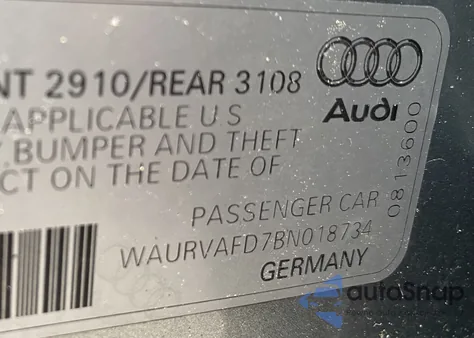 NT 2910/REAR 3108
APPLICABLE U S
BUMPER AND THEFT
CT ON THE DATE OF
Audi
0813600
PASSENGER CAR
WAURVAFD7BN018734
GERMANY
autoSnap